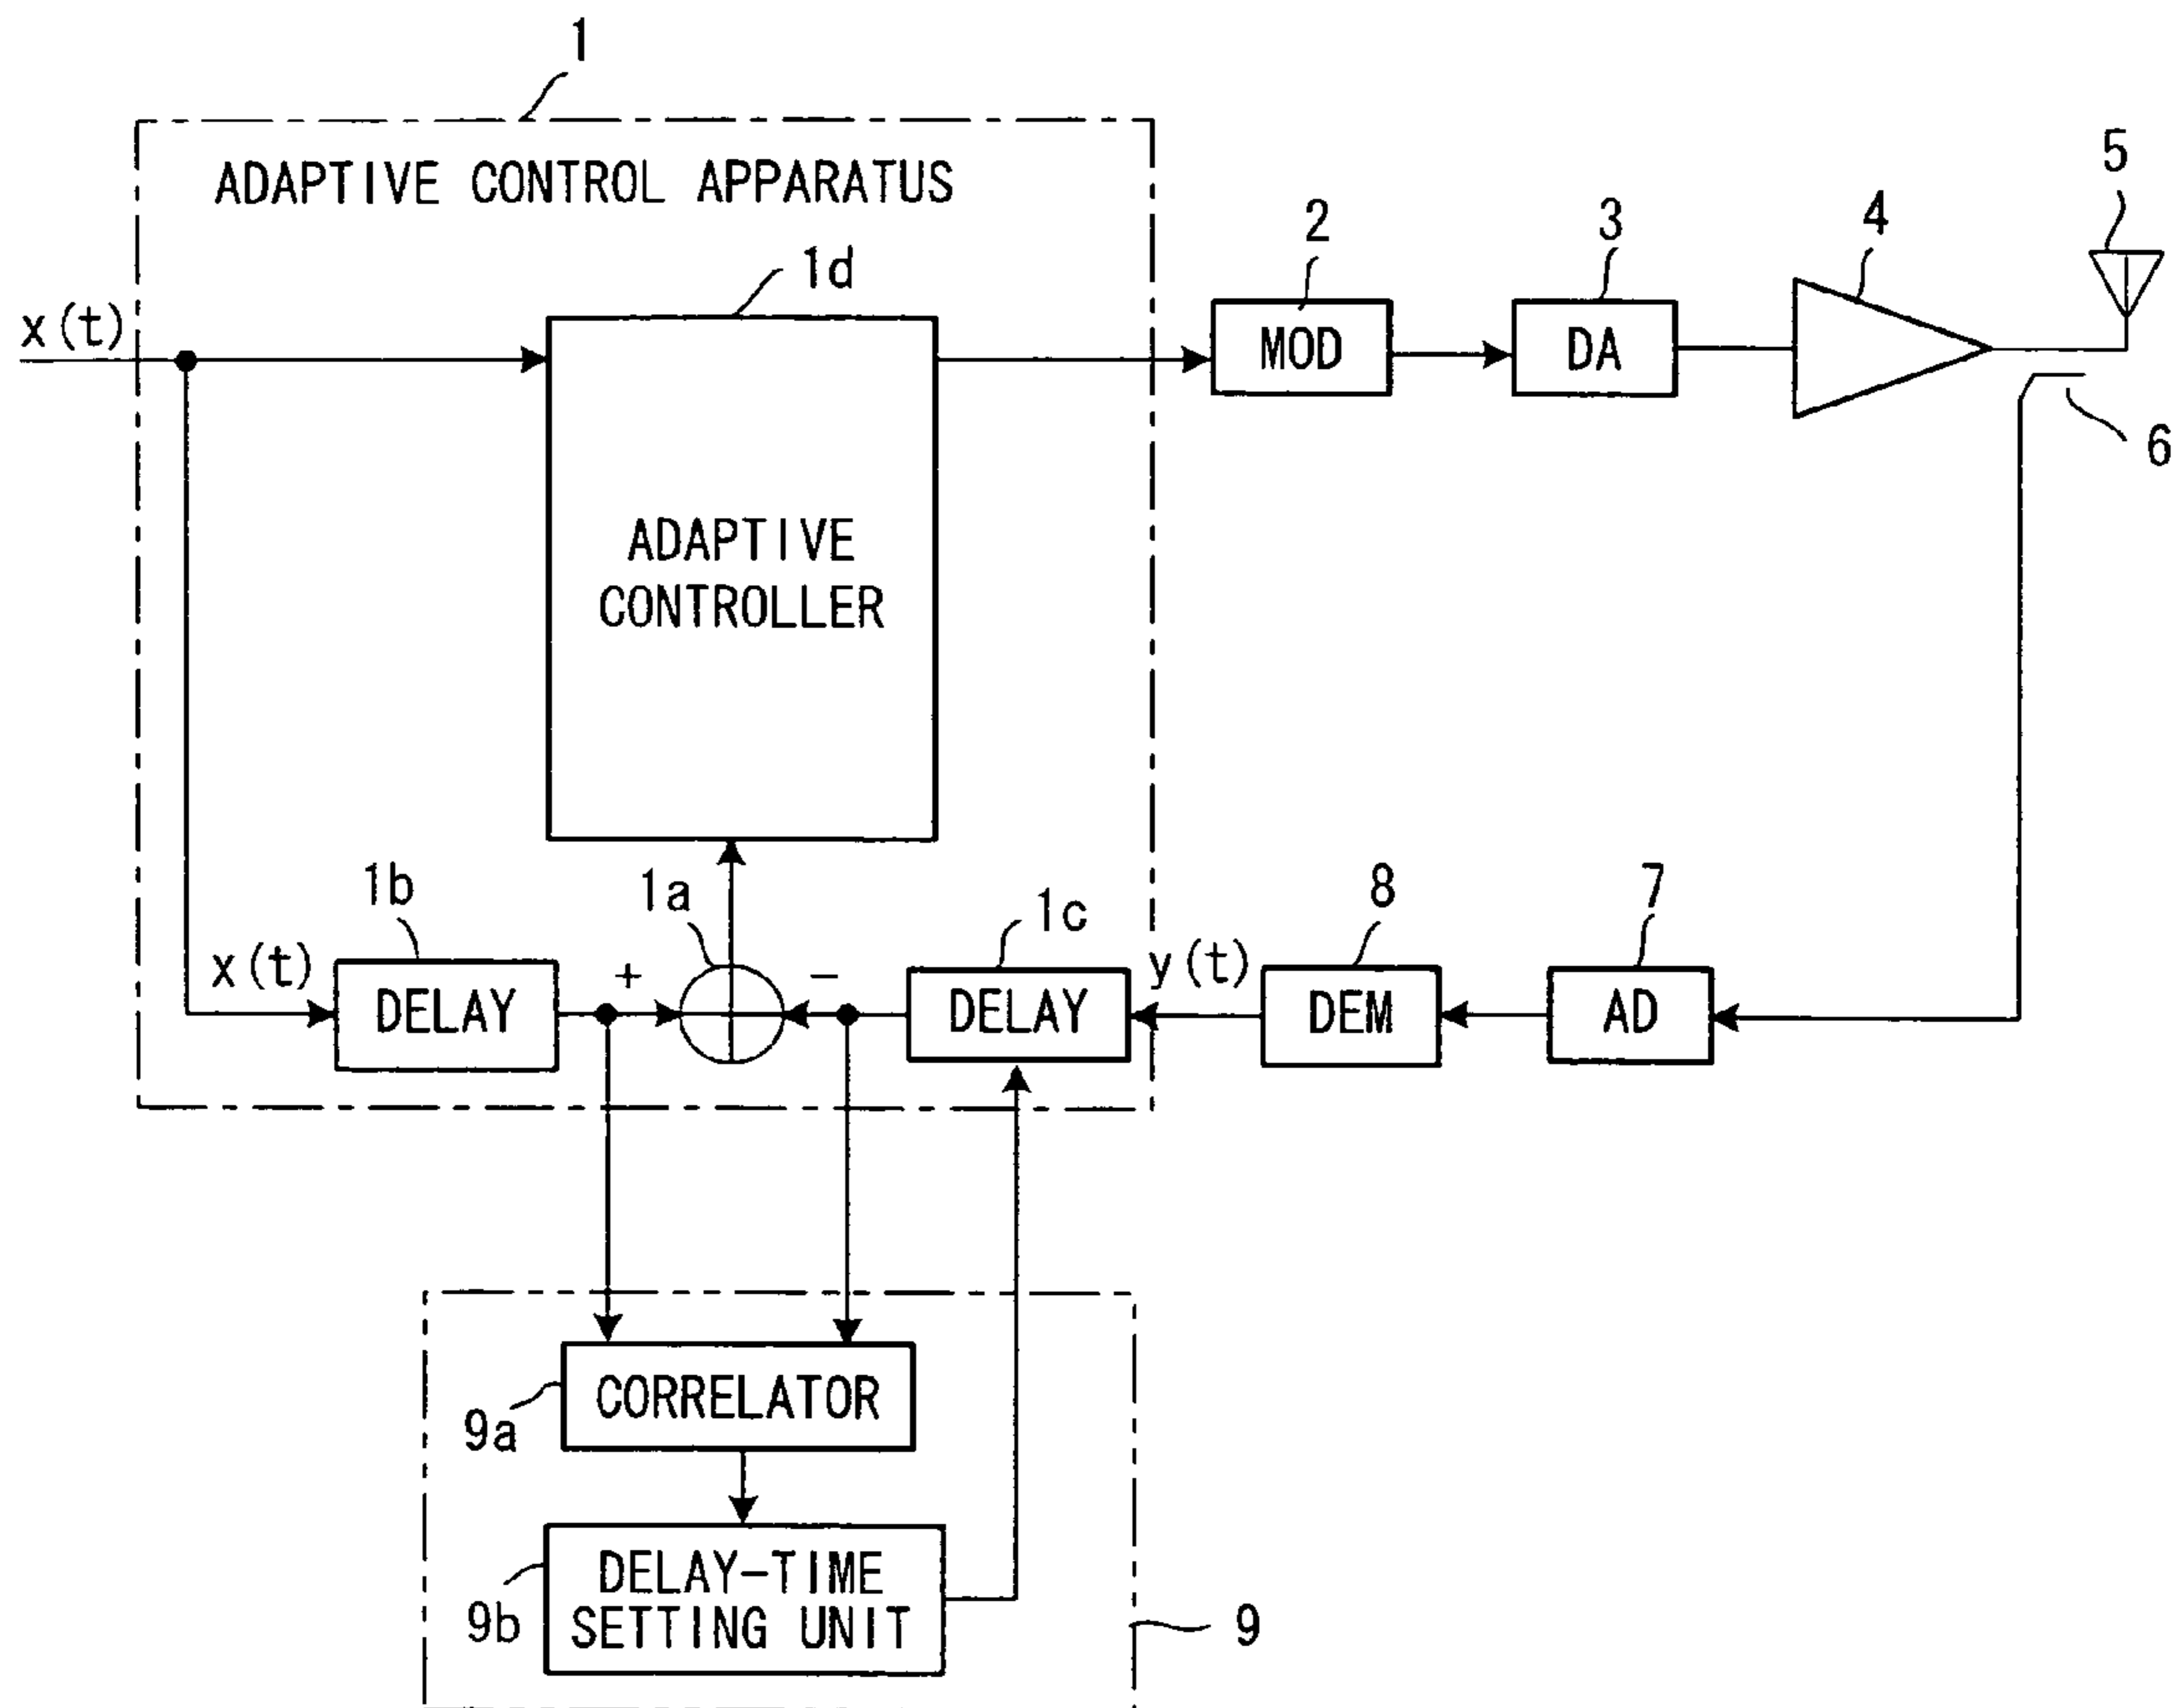 1
ADAPTIVE CONTROL APPARATUS
5
2
3
4
1d
x(t)
MOD
DA
6
ADAPTIVE
CONTROLLER
1b
1a
1c
8
7
x(t)
+
−
y(t)
DELAY
DELAY
DEM
AD
CORRELATOR
9a
DELAY-TIME
SETTING UNIT
9b
9